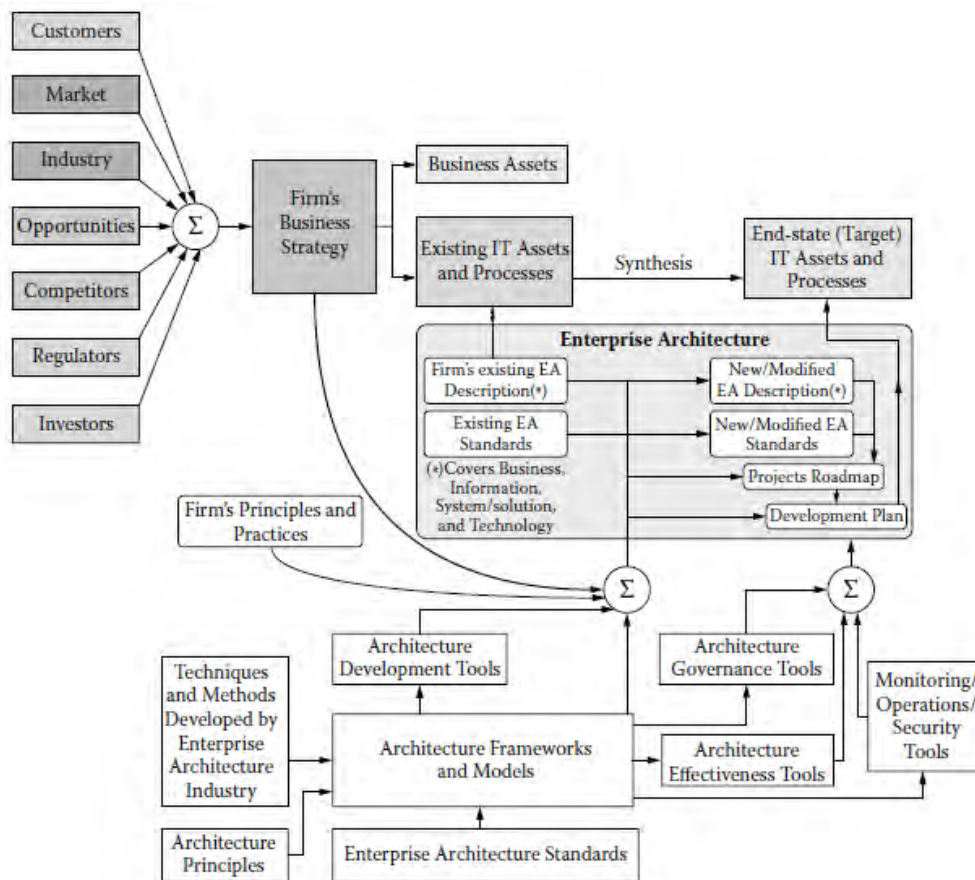 Customers
Market
Industry
Opportunities
Competitors
Regulators
Investors
Σ
Firm's
Business
Strategy
Business Assets
Existing IT Assets
and Processes
Synthesis
End-state (Target)
IT Assets and
Processes
Enterprise Architecture
Firm's existing EA
Description(*)
New/Modified
EA Description(*)
Existing EA
Standards
New/Modified EA
Standards
(*)Covers Business,
Information,
System/solution,
and Technology
Projects Roadmap
Development Plan
Firm's Principles and
Practices
Σ
Σ
Architecture
Development Tools
Architecture
Governance Tools
Techniques
and Methods
Developed by
Enterprise
Architecture
Industry
Architecture Frameworks
and Models
Architecture
Effectiveness Tools
Monitoring/
Operations/
Security
Tools
Architecture
Principles
Enterprise Architecture Standards